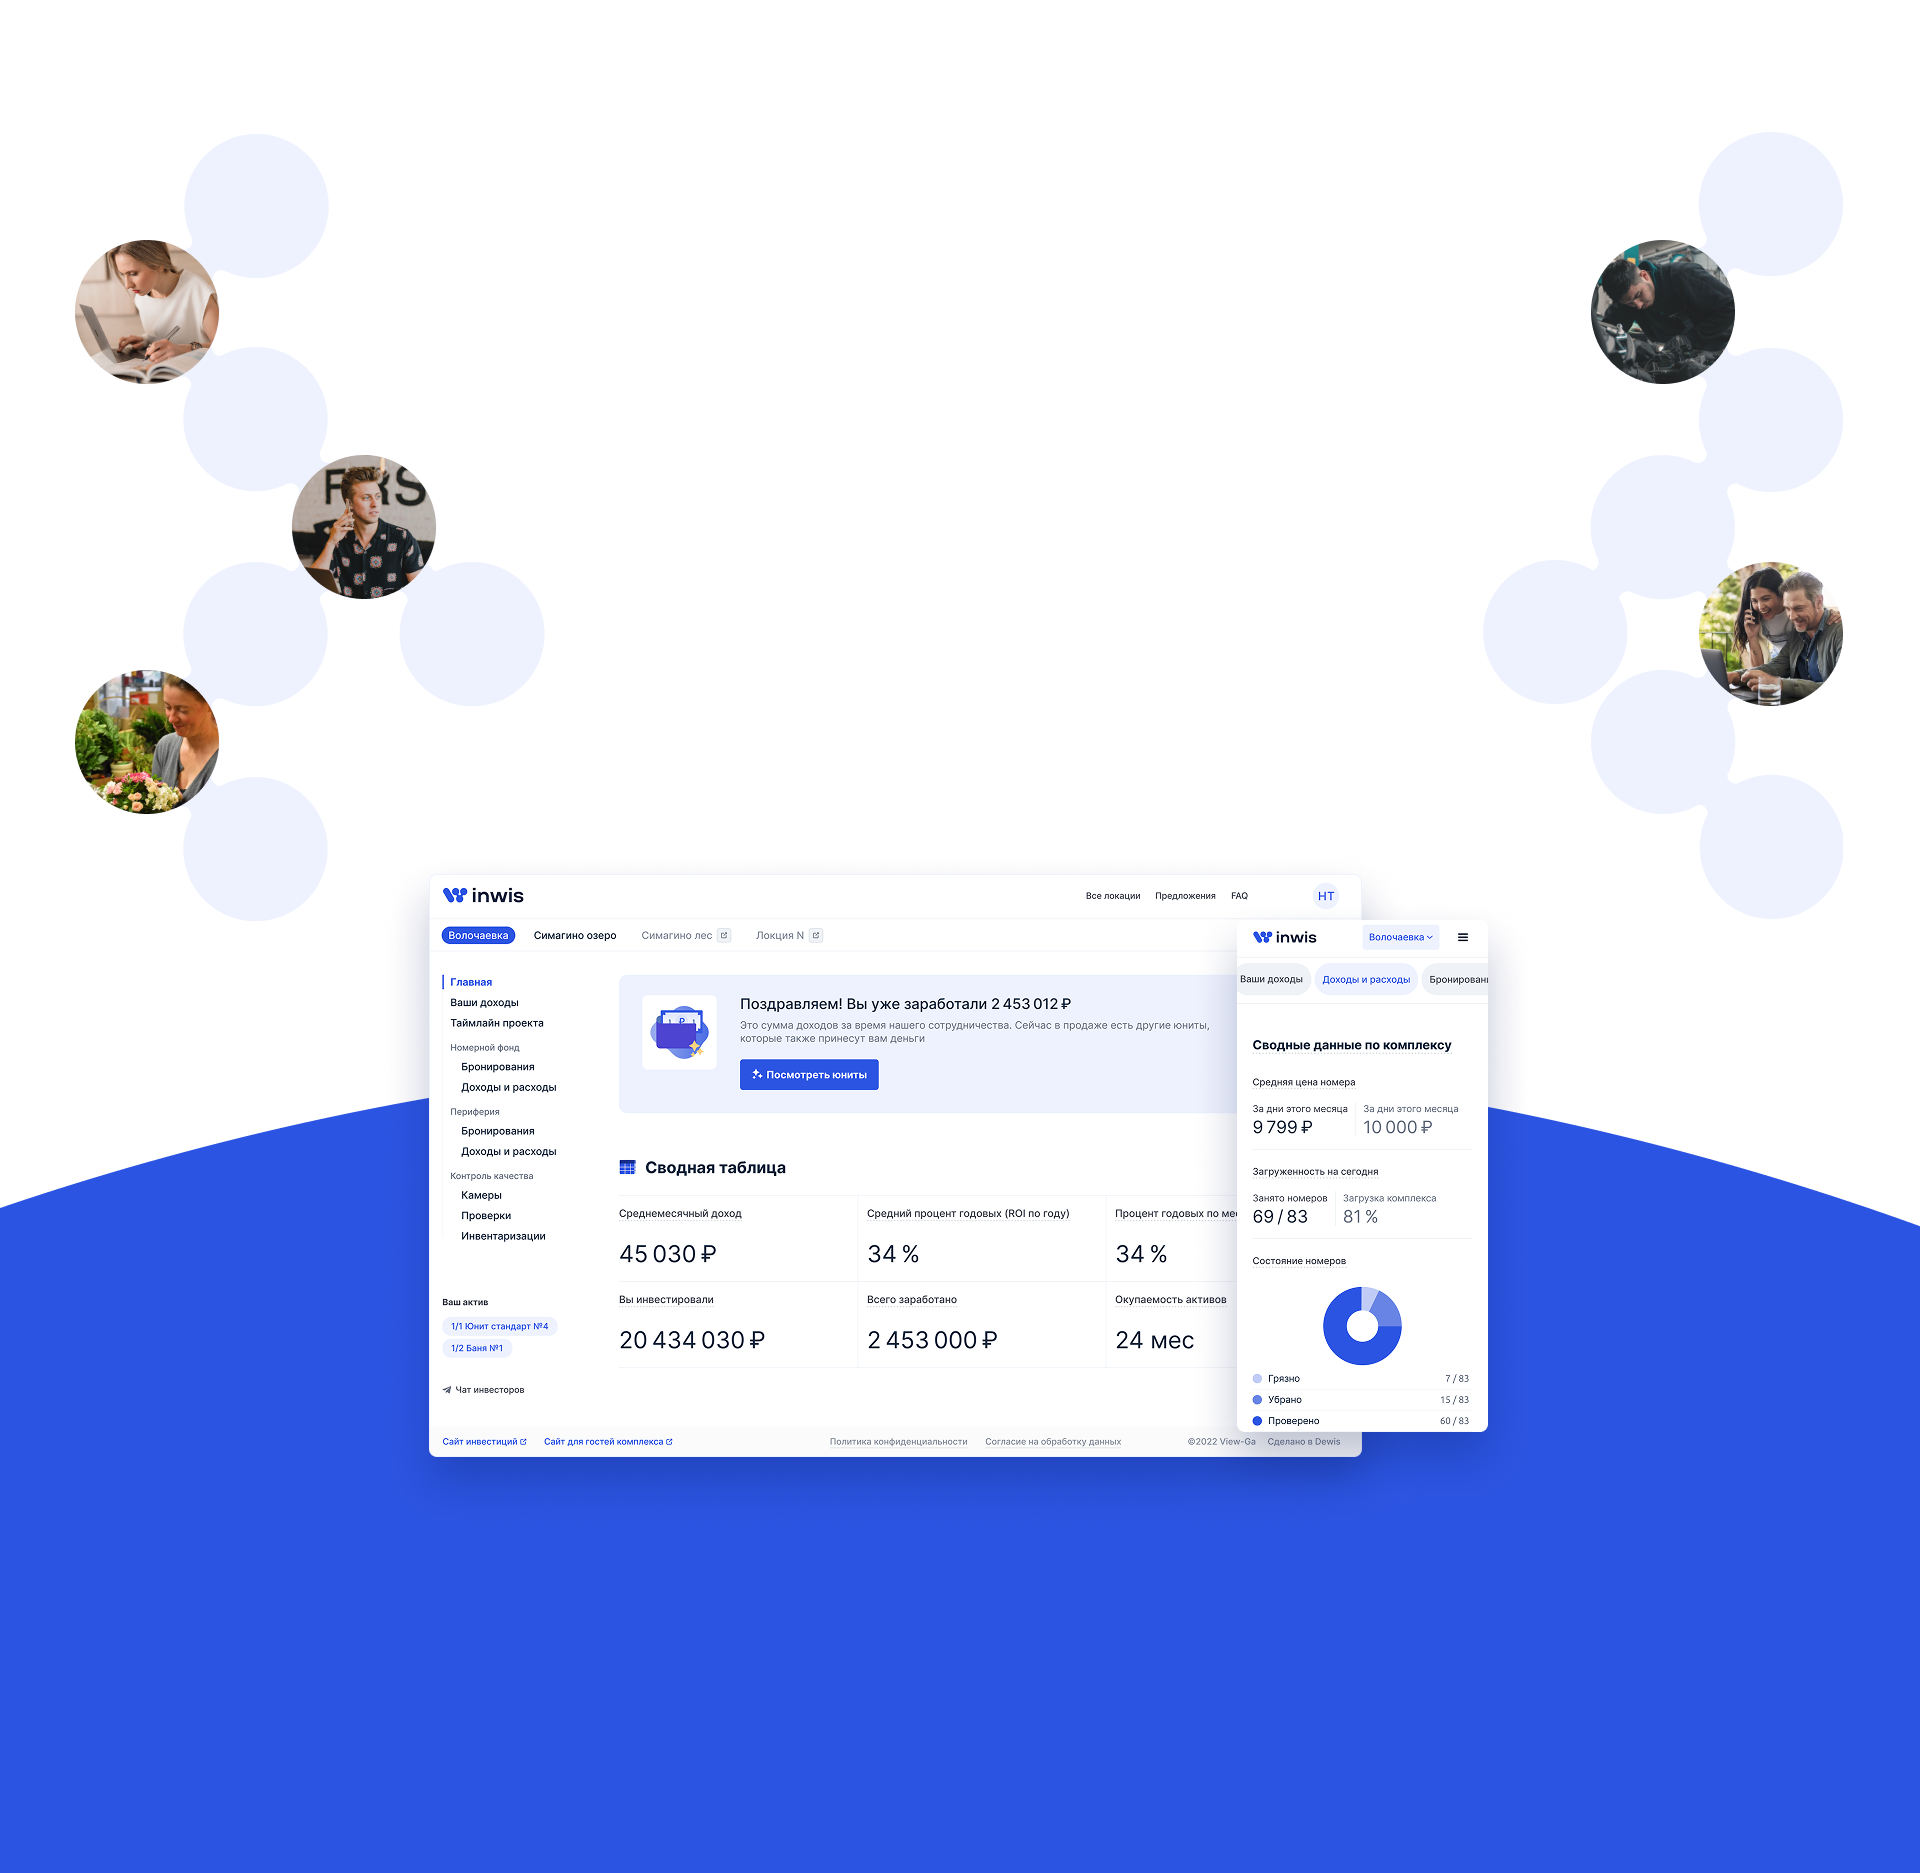 FRS
inwis
Все локации
Предложения
FAQ
НТ
Волочаевка
Симагино озеро
Симагино лес
Локция N
Главная
Ваши доходы
Таймлайн проекта
Номерной фонд
Бронирования
Доходы и расходы
Периферия
Бронирования
Доходы и расходы
Контроль качества
Камеры
Проверки
Инвентаризации
Ваш актив
1/1 Юнит стандарт №4
1/2 Баня №1
Чат инвесторов
Поздравляем! Вы уже заработали 2 453 012 ₽
Это сумма доходов за время нашего сотрудничества. Сейчас в продаже есть другие юниты,
которые также принесут вам деньги
Посмотреть юниты
Сводная таблица
Среднемесячный доход
45 030 ₽
Средний процент годовых (ROI по году)
34 %
Процент годовых по мес
34 %
Вы инвестировали
20 434 030 ₽
Всего заработано
2 453 000 ₽
Окупаемость активов
24 мес
Сайт инвестиций
Сайт для гостей комплекса
Политика конфиденциальности
Согласие на обработку данных
©2022 View-Ga
Сделано в Dewis
inwis
Волочаевка
Ваши доходы
Доходы и расходы
Бронирован
Сводные данные по комплексу
Средняя цена номера
За дни этого месяца
9 799 ₽
За дни этого месяца
10 000 ₽
Загруженность на сегодня
Занято номеров
69 / 83
Загрузка комплекса
81 %
Состояние номеров
Грязно 7 / 83
Убрано 15 / 83
Проверено 60 / 83